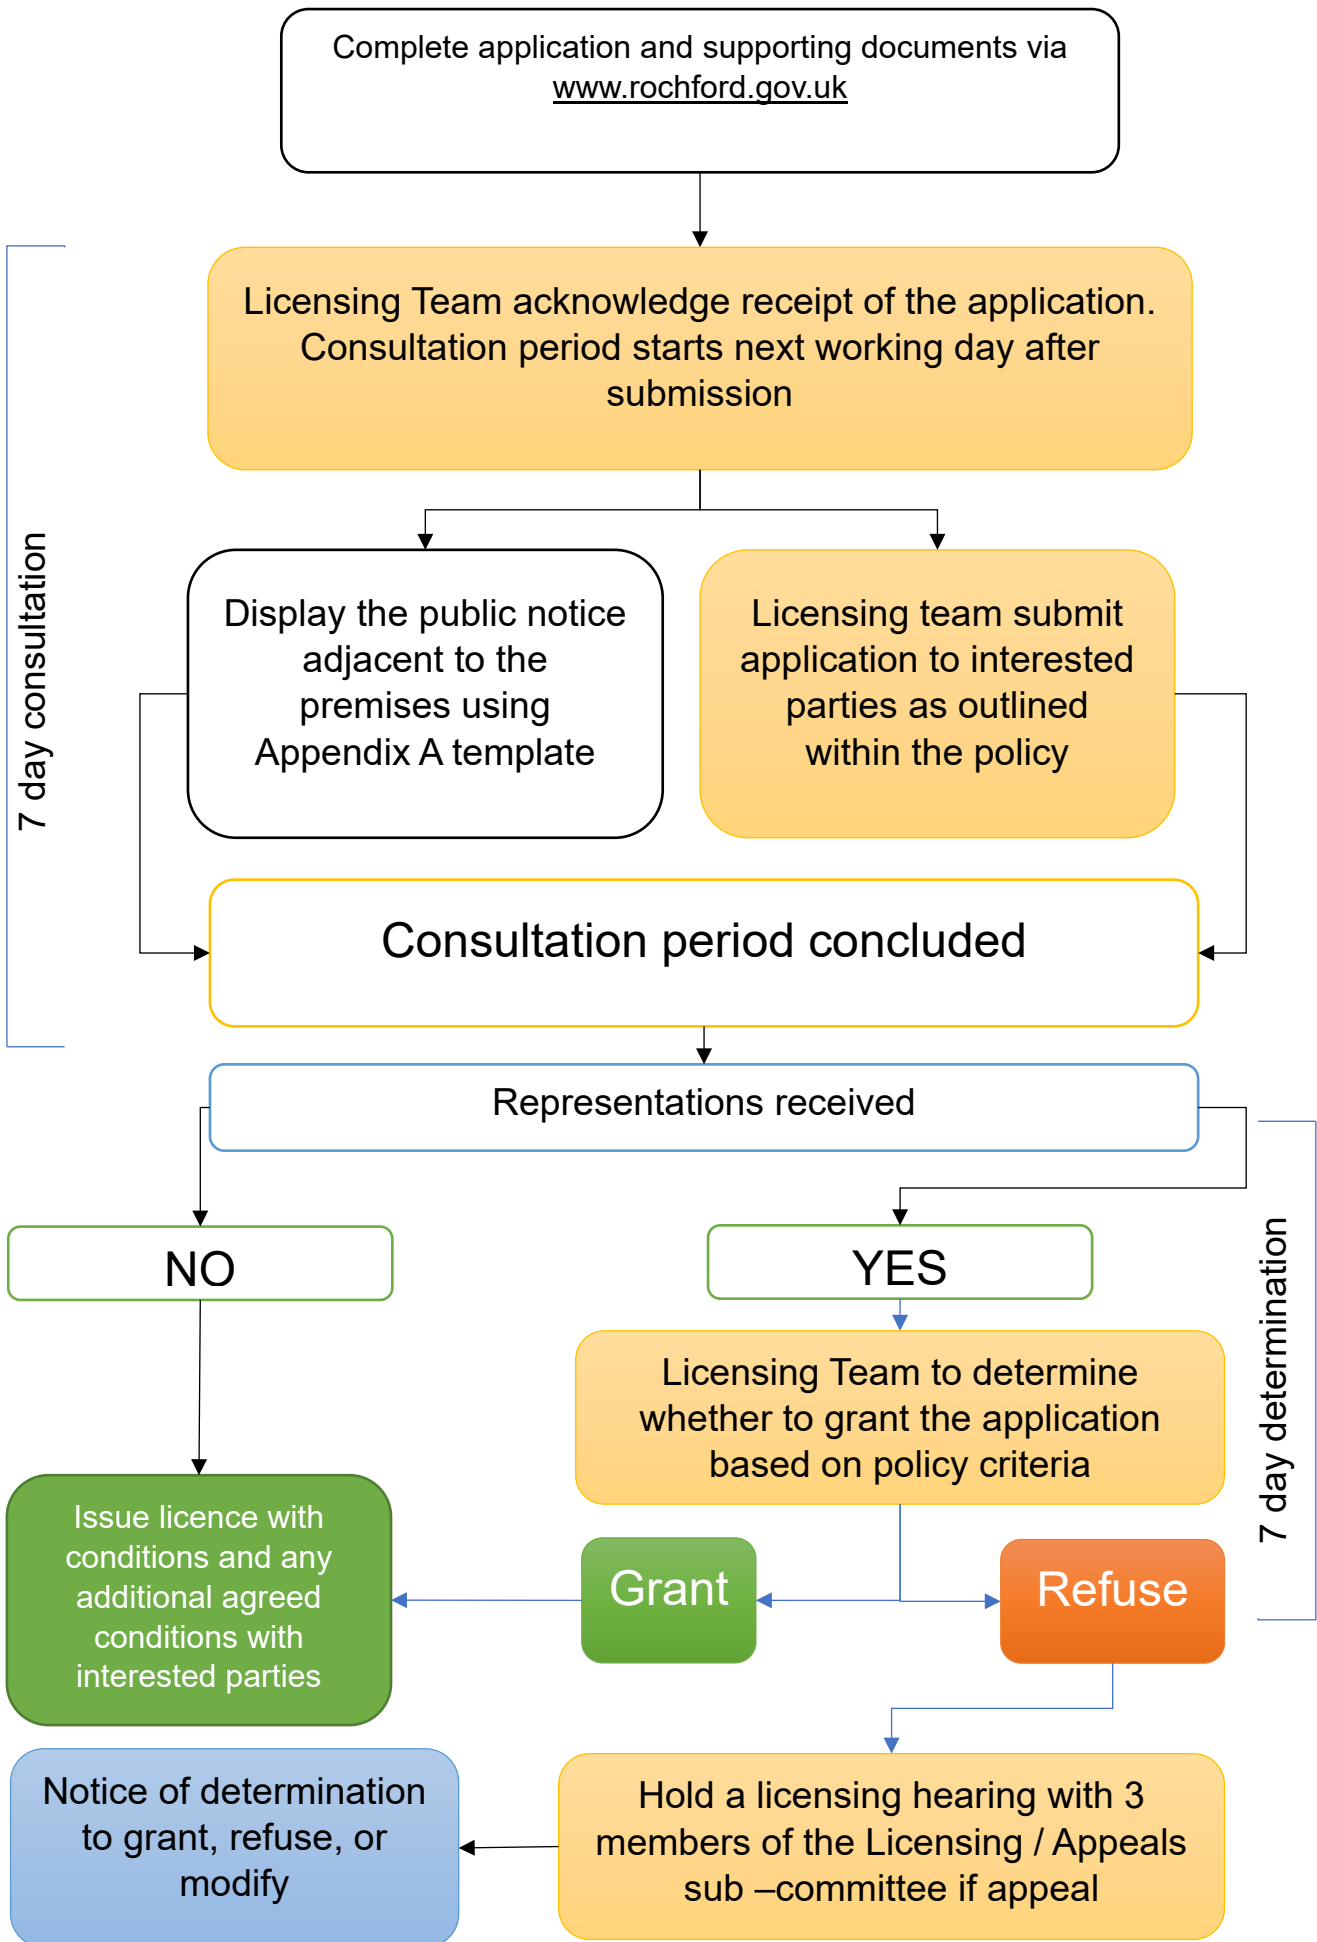 Complete application and supporting documents via
www.rochford.gov.uk
Licensing Team acknowledge receipt of the application.
Consultation period starts next working day after
submission
7 day consultation
Display the public notice
adjacent to the
premises using
Appendix A template
Licensing team submit
application to interested
parties as outlined
within the policy
Consultation period concluded
Representations received
NO
YES
7 day determination
Licensing Team to determine
whether to grant the application
based on policy criteria
Issue licence with
conditions and any
additional agreed
conditions with
interested parties
Grant
Refuse
Notice of determination
to grant, refuse, or
modify
Hold a licensing hearing with 3
members of the Licensing / Appeals
sub –committee if appeal